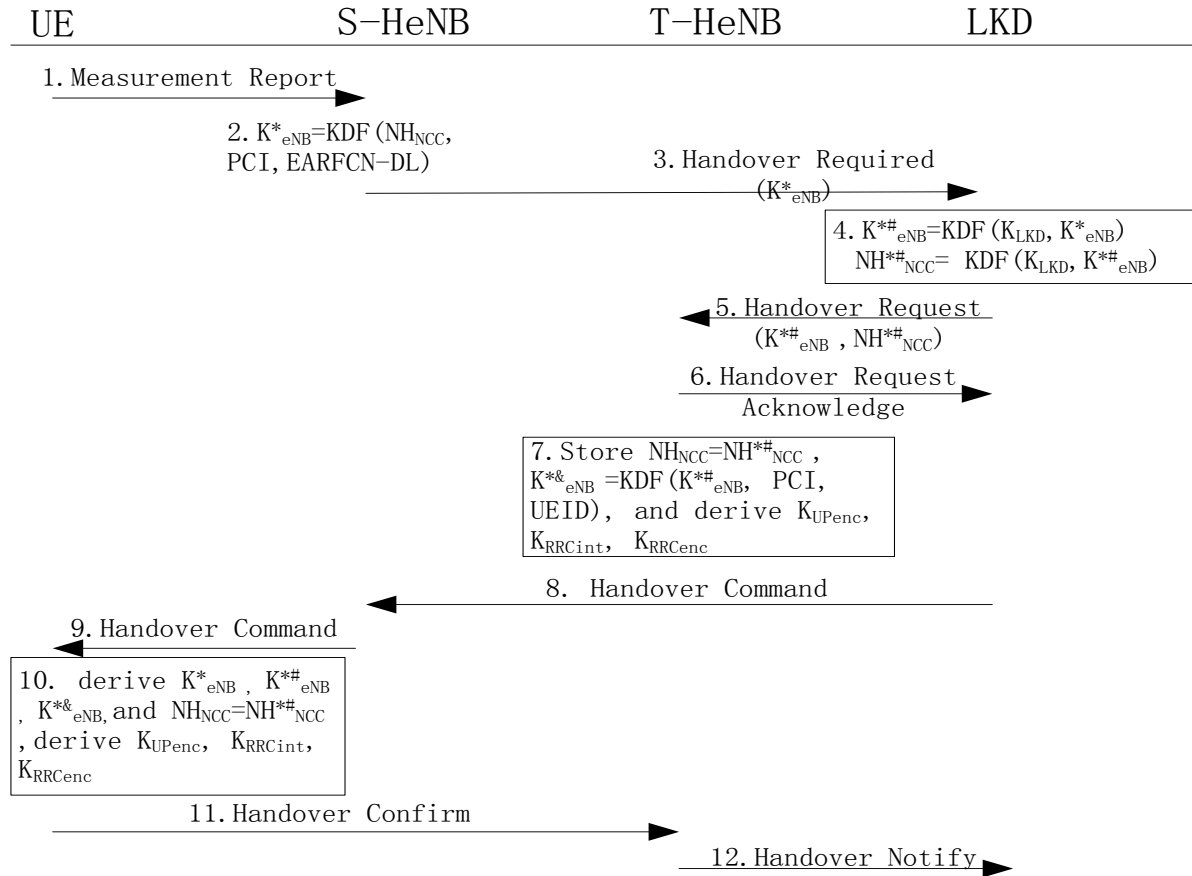 UE S-HeNB T-HeNB LKD
1.Measurement Report
2.K*eNB=KDF(NHNCC,
PCI,EARFCN-DL)
3.Handover Required
(K*eNB)
4.K*#eNB=KDF(KLKD,K*eNB)
NH*#NCC= KDF(KLKD,K*#eNB)
5.Handover Request
(K*#eNB ,NH*#NCC)
6.Handover Request
Acknowledge
7.Store NHNCC=NH*#NCC ,
K*&eNB =KDF(K*#eNB, PCI,
UEID), and derive KUPenc,
KRRCint, KRRCenc
8. Handover Command
9.Handover Command
10. derive K*eNB , K*#eNB
, K*&eNB,and NHNCC=NH*#NCC
,derive KUPenc, KRRCint,
KRRCenc
11.Handover Confirm
12.Handover Notify